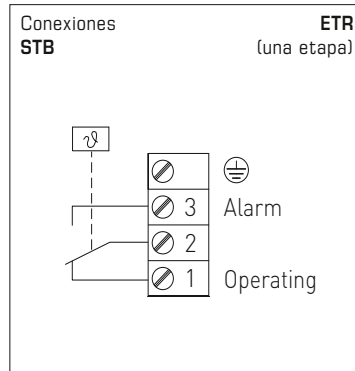 Conexiones ETR
STB (una etapa)
ϑ
3 Alarm
2
1 Operating